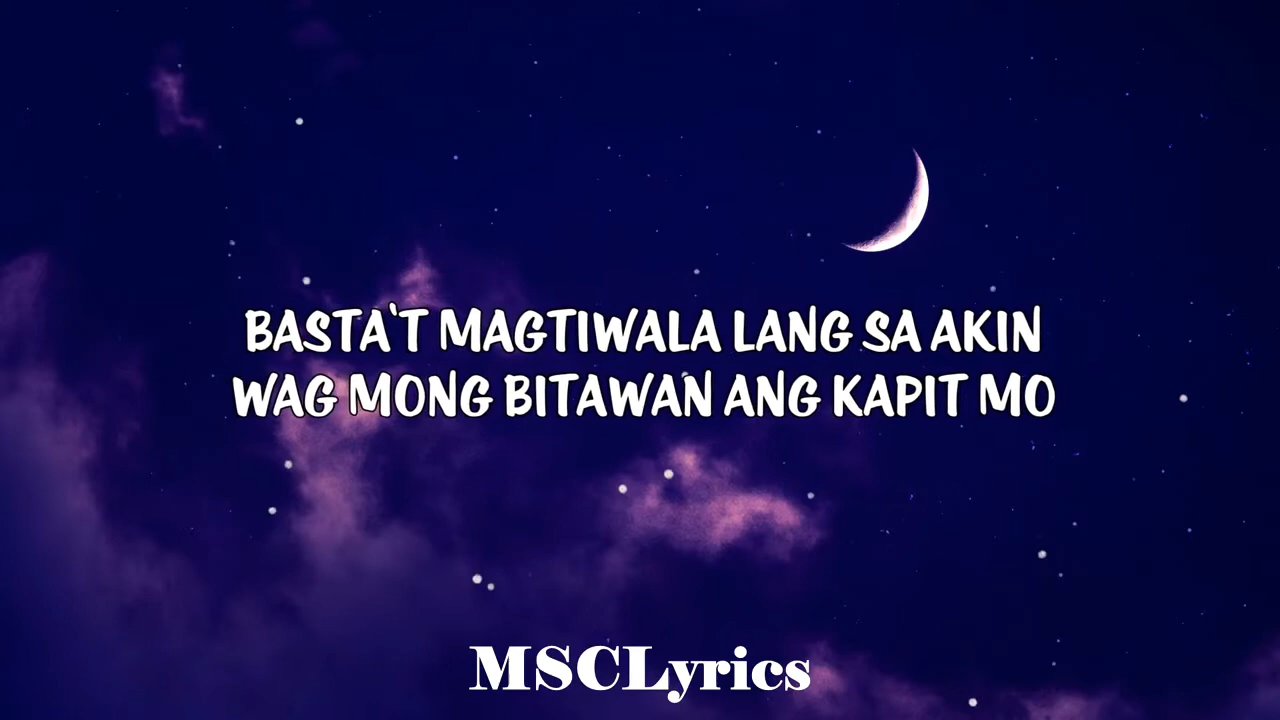 BASTA'T MAGTIWALA LANG SA AKIN
WAG MONG BITAWAN ANG KAPIT MO
MSCLyrics